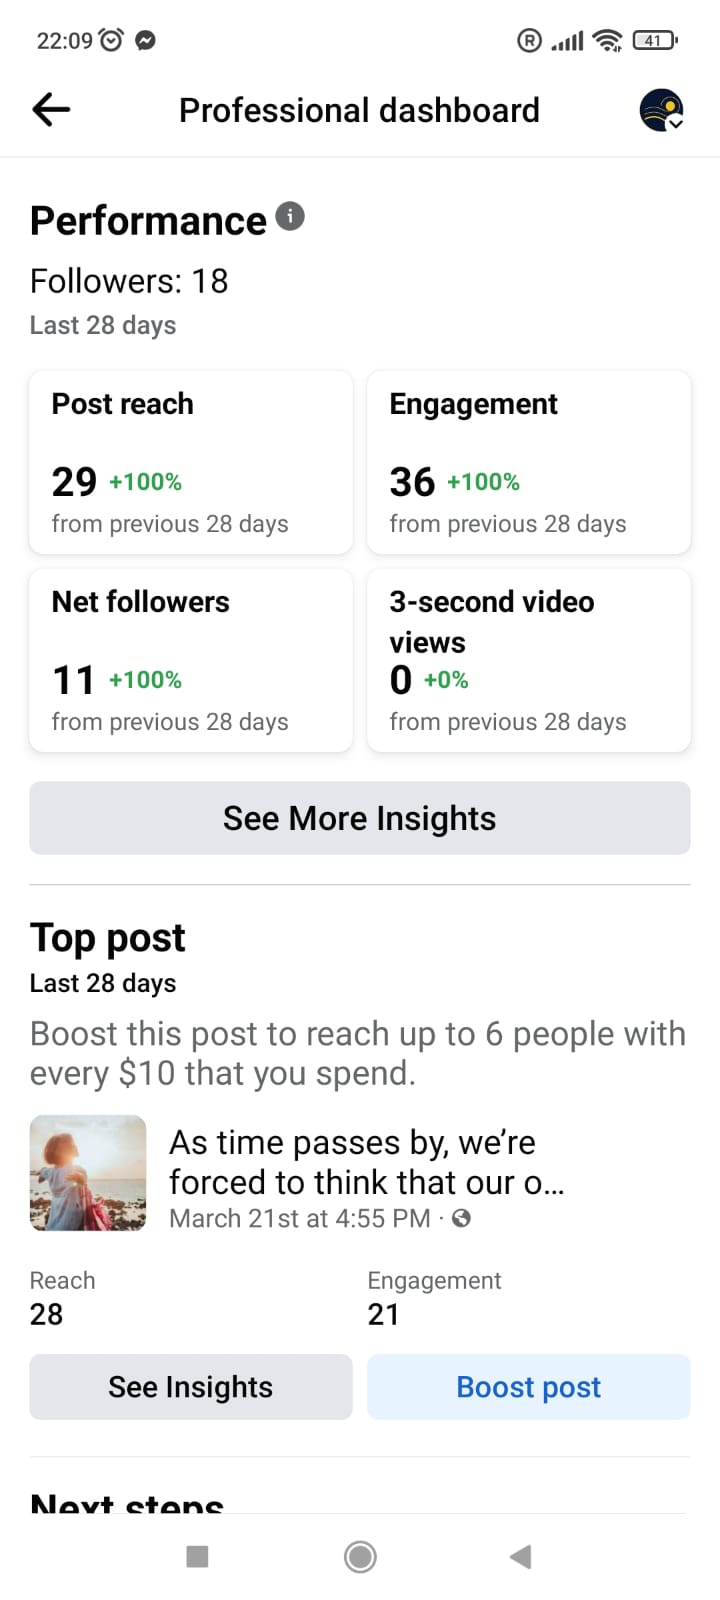 22:09
R
41
Professional dashboard
Performance
Followers: 18
Last 28 days
Post reach
29 +100%
from previous 28 days
Engagement
36 +100%
from previous 28 days
Net followers
11 +100%
from previous 28 days
3-second video
views
0 +0%
from previous 28 days
See More Insights
Top post
Last 28 days
Boost this post to reach up to 6 people with
every $10 that you spend.
As time passes by, we’re
forced to think that our o...
March 21st at 4:55 PM ·
Reach
28
Engagement
21
See Insights
Boost post
Next steps